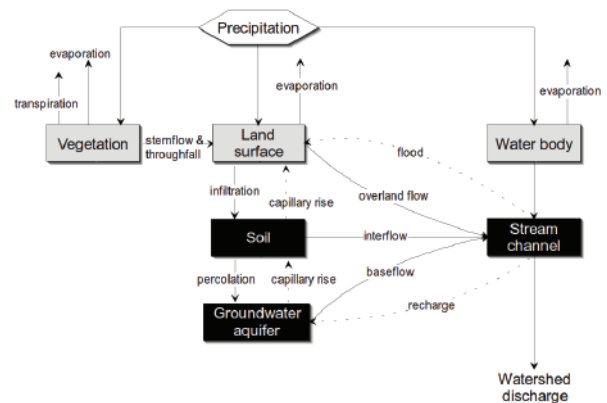 Precipitation
evaporation
transpiration
evaporation
evaporation
Vegetation
stemflow &
throughfall
Land
surface
Water body
flood
infiltration
capillary rise
overland flow
Soil
interflow
Stream
channel
percolation
capillary rise
baseflow
Groundwater
aquifer
recharge
Watershed
discharge